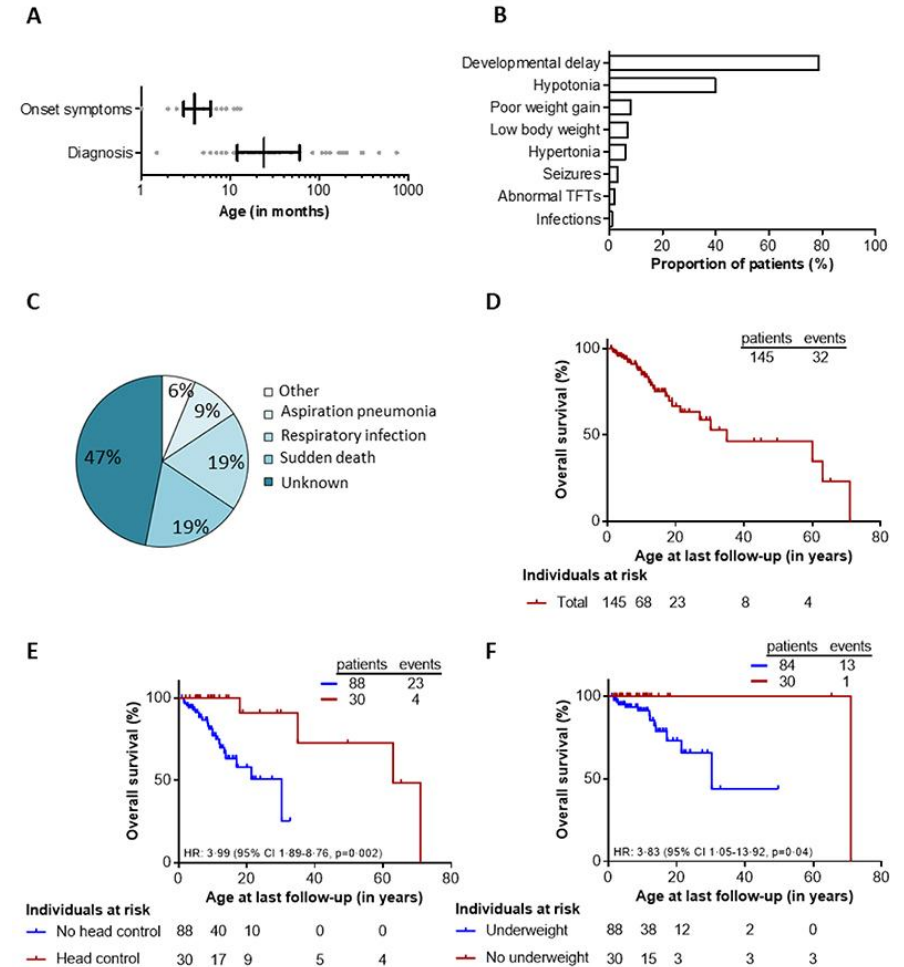 A
Onset symptoms
Diagnosis
1 10 100 1000
Age (in months)
B
Developmental delay
Hypotonia
Poor weight gain
Low body weight
Hypertonia
Seizures
Abnormal TFTs
Infections
0 20 40 60 80 100
Proportion of patients (%)
C
6%
9%
19%
19%
47%
Other
Aspiration pneumonia
Respiratory infection
Sudden death
Unknown
D
patients events
145 32
Overall survival (%)
100
50
0
0 20 40 60 80
Age at last follow-up (in years)
Individuals at risk
Total 145 68 23 8 4
E
patients events
88 23
30 4
Overall survival (%)
100
50
0
HR: 3·99 (95% CI 1·89-8·76, p=0·002)
0 20 40 60 80
Age at last follow-up (in years)
Individuals at risk
No head control 88 40 10 0 0
Head control 30 17 9 5 4
F
patients events
84 13
30 1
Overall survival (%)
100
50
0
HR: 3·83 (95% CI 1·05-13·92, p=0·04)
0 20 40 60 80
Age at last follow-up (in years)
Individuals at risk
Underweight 88 38 12 2 0
No underweight 30 15 3 3 3